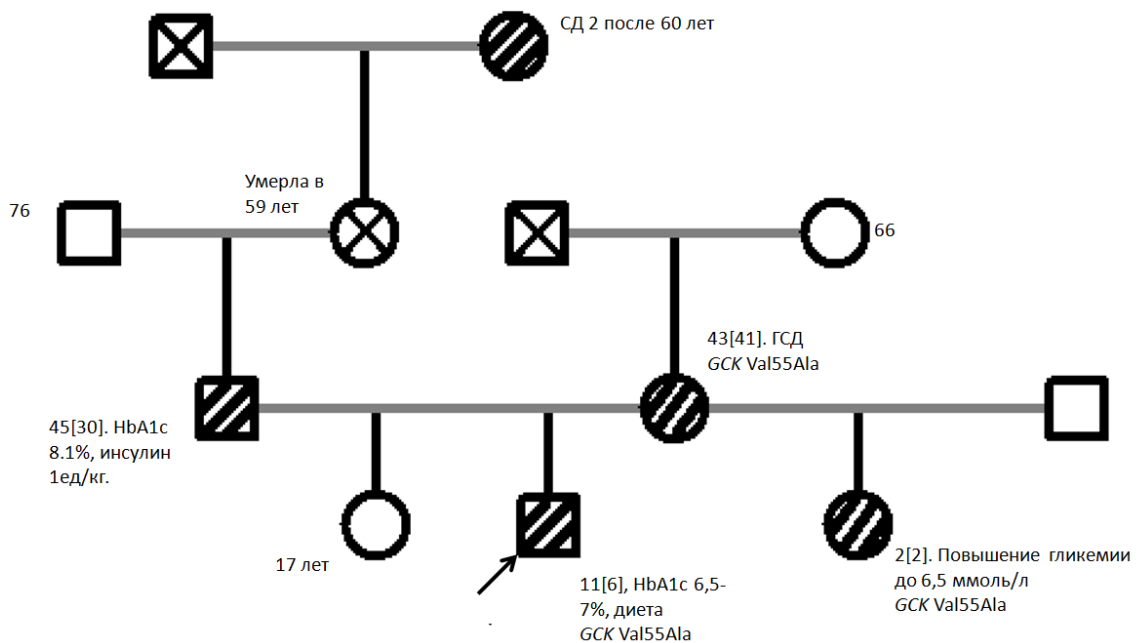 СД 2 после 60 лет
Умерла в
59 лет
76
66
43[41]. ГСД
GCK Val55Ala
45[30]. HbA1c
8.1%, инсулин
1ед/кг.
17 лет
11[6], HbA1c 6,5-
7%, диета
GCK Val55Ala
2[2]. Повышение гликемии
до 6,5 ммоль/л
GCK Val55Ala